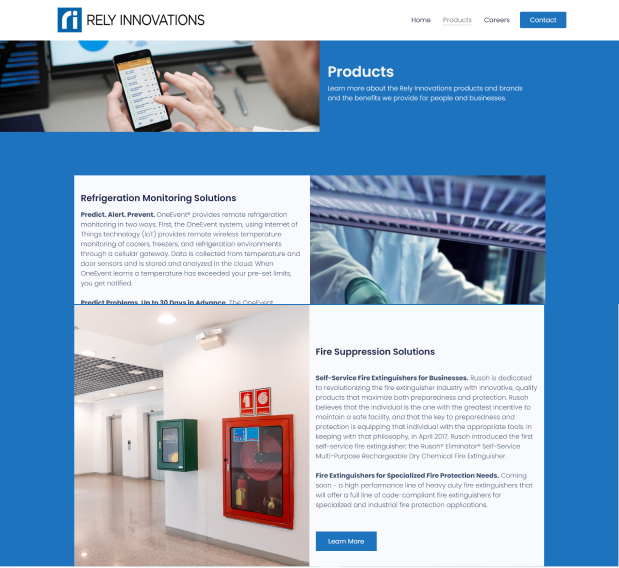 ri RELY INNOVATIONS
Home Products Careers Contact
Products
Learn more about the Rely Innovations products and brands
and the benefits we provide for people and businesses.
Refrigeration Monitoring Solutions
Predict. Alert. Prevent. OneEvent® provides remote refrigeration
monitoring in two ways. First, the OneEvent system, using Internet of
Things technology (IoT) provides remote wireless temperature
monitoring of coolers, freezers, and refrigeration environments
through a cellular gateway. Data is collected from temperature and
door sensors and is stored and analyzed in the cloud. When
OneEvent learns a temperature has exceeded your pre-set limits,
you get notified.
Predict Problems, Up to 30 Days in Advance. The OneEvent
Fire Suppression Solutions
Self-Service Fire Extinguishers for Businesses. Rusoh is dedicated
to revolutionizing the fire extinguisher industry with innovative, quality
products that maximize both preparedness and protection. Rusoh
believes that the individual is the one with the greatest incentive to
maintain a safe facility, and that the key to preparedness and
protection is equipping that individual with the appropriate tools. In
keeping with that philosophy, in April 2017, Rusoh introduced the first
self-service fire extinguisher: the Rusoh® Eliminator® Self-Service
Multi-Purpose Rechargeable Dry Chemical Fire Extinguisher.
Fire Extinguishers for Specialized Fire Protection Needs. Coming
soon - a high performance line of heavy duty fire extinguishers that
will offer a full line of code-compliant fire extinguishers for
specialized and industrial fire protection applications.
Learn More